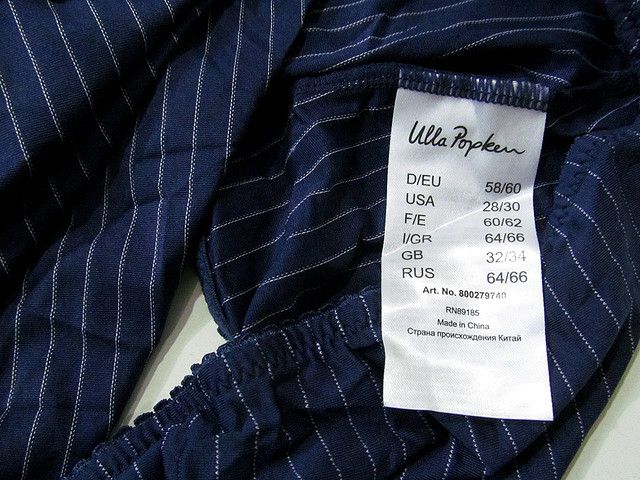 Ulla Popken
D/EU 58/60
USA 28/30
F/E 60/62
I/GR 64/66
GB 32/34
RUS 64/66
Art. No. 800279740
RN89185
Made in China
Страна происхождения Китай